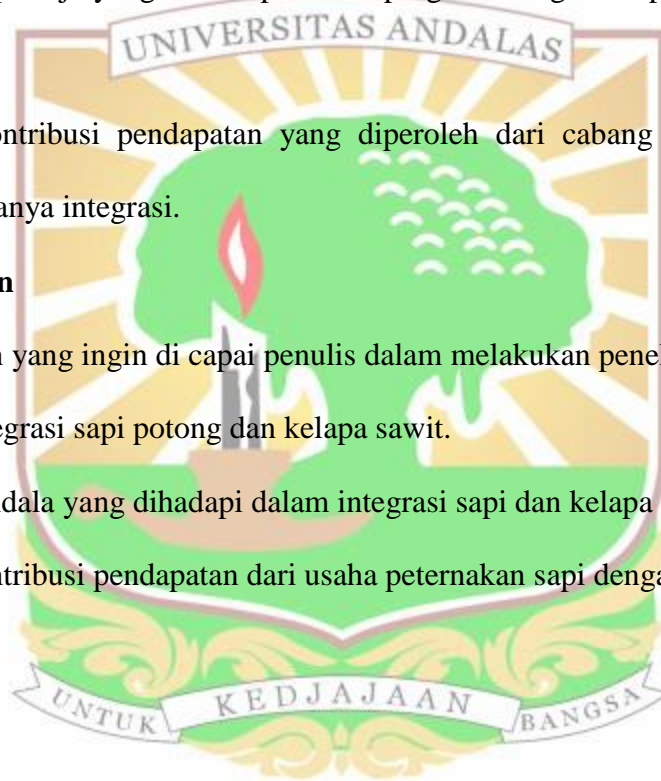 UNIVERSITAS ANDALAS
ontribusi pendapatan yang diperoleh dari cabang
anya integrasi.
n
yang ingin di capai penulis dalam melakukan pene
egrasi sapi potong dan kelapa sawit.
dala yang dihadapi dalam integrasi sapi dan kelapa
ntribusi pendapatan dari usaha peternakan sapi denga
UNTUK KEDJAJAAN BANGSA